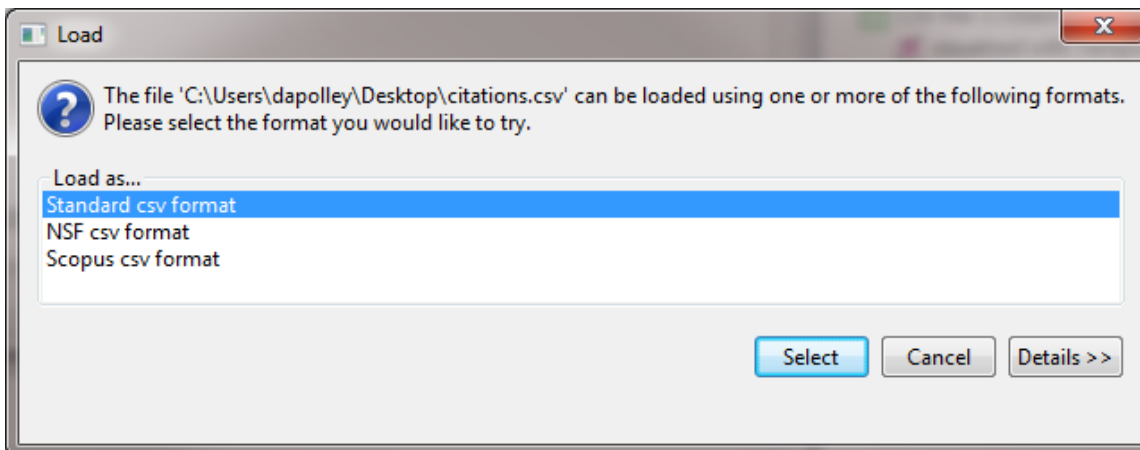 Load
The file 'C:\Users\dapolley\Desktop\citations.csv' can be loaded using one or more of the following formats.
Please select the format you would like to try.
Load as...
Standard csv format
NSF csv format
Scopus csv format
Select
Cancel
Details >>